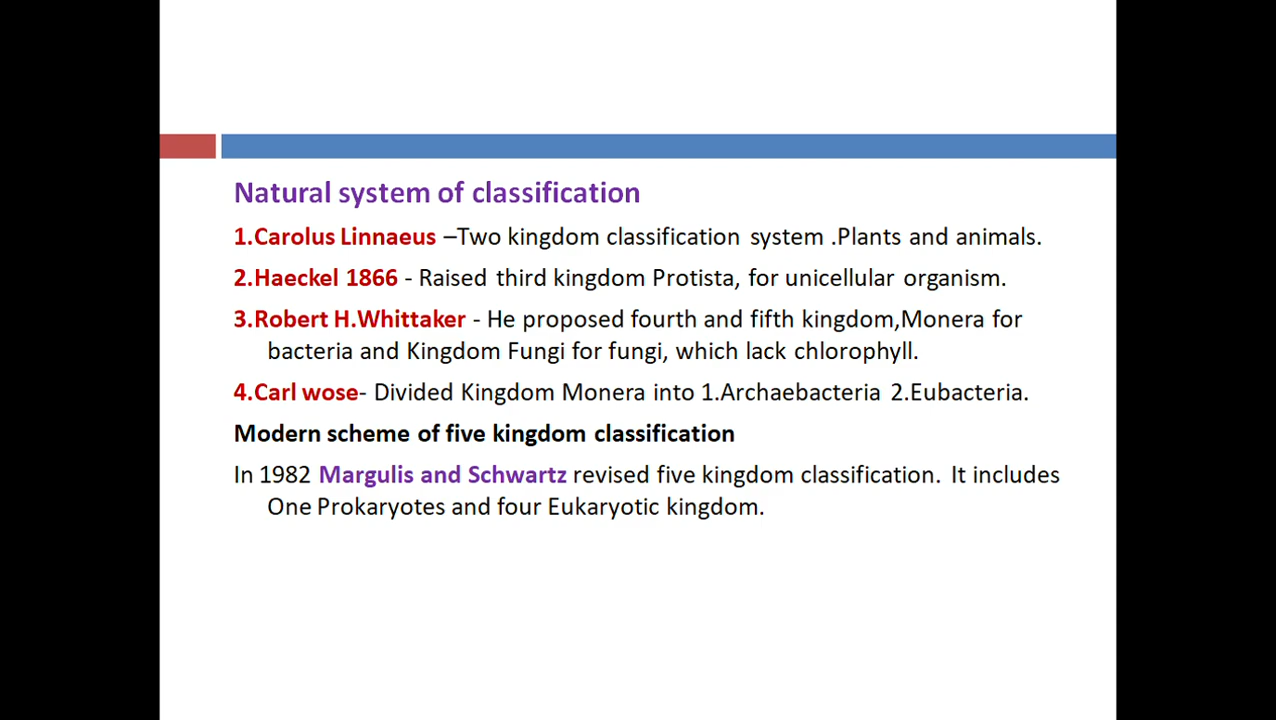 Natural system of classification
1.Carolus Linnaeus –Two kingdom classification system .Plants and animals.
2.Haeckel 1866 - Raised third kingdom Protista, for unicellular organism.
3.Robert H.Whittaker - He proposed fourth and fifth kingdom,Monera for
bacteria and Kingdom Fungi for fungi, which lack chlorophyll.
4.Carl wose- Divided Kingdom Monera into 1.Archaebacteria 2.Eubacteria.
Modern scheme of five kingdom classification
In 1982 Margulis and Schwartz revised five kingdom classification. It includes
One Prokaryotes and four Eukaryotic kingdom.